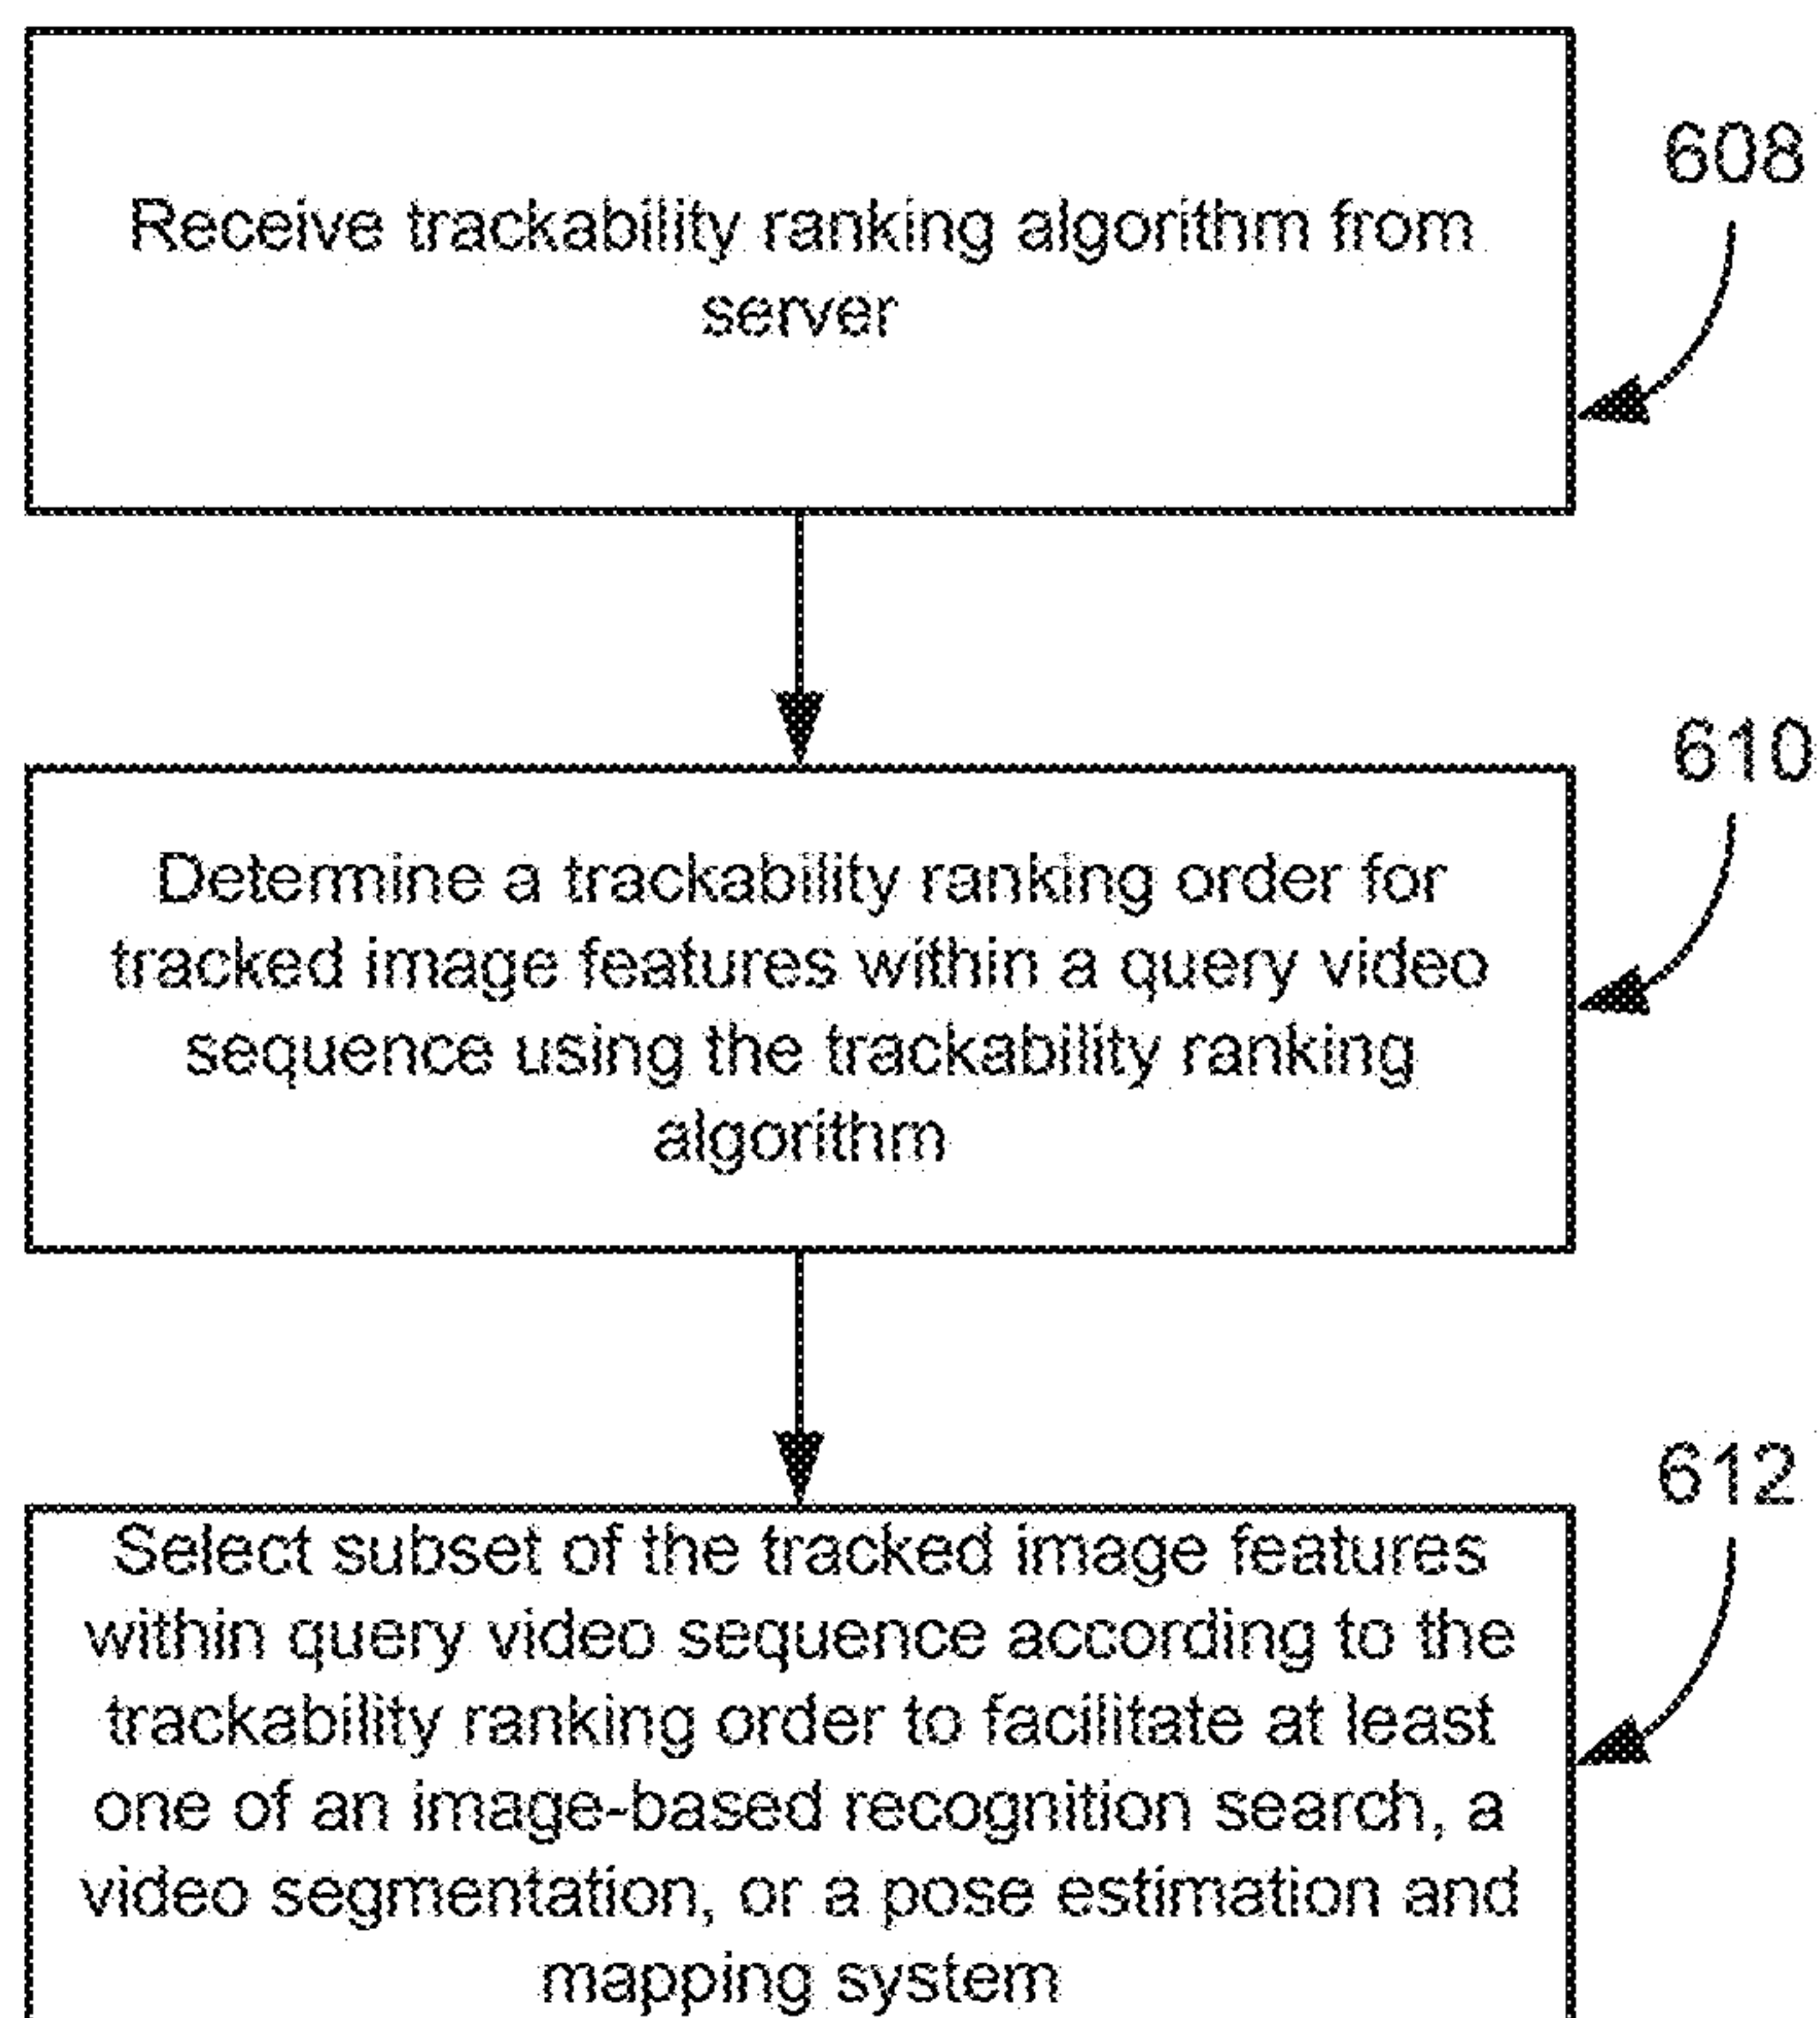 608
Receive trackability ranking algorithm from
server
610
Determine a trackability ranking order for
tracked image features within a query video
sequence using the trackability ranking
algorithm
612
Select subset of the tracked image features
within query video sequence according to the
trackability ranking order to facilitate at least
one of an image-based recognition search, a
video segmentation, or a pose estimation and
mapping system